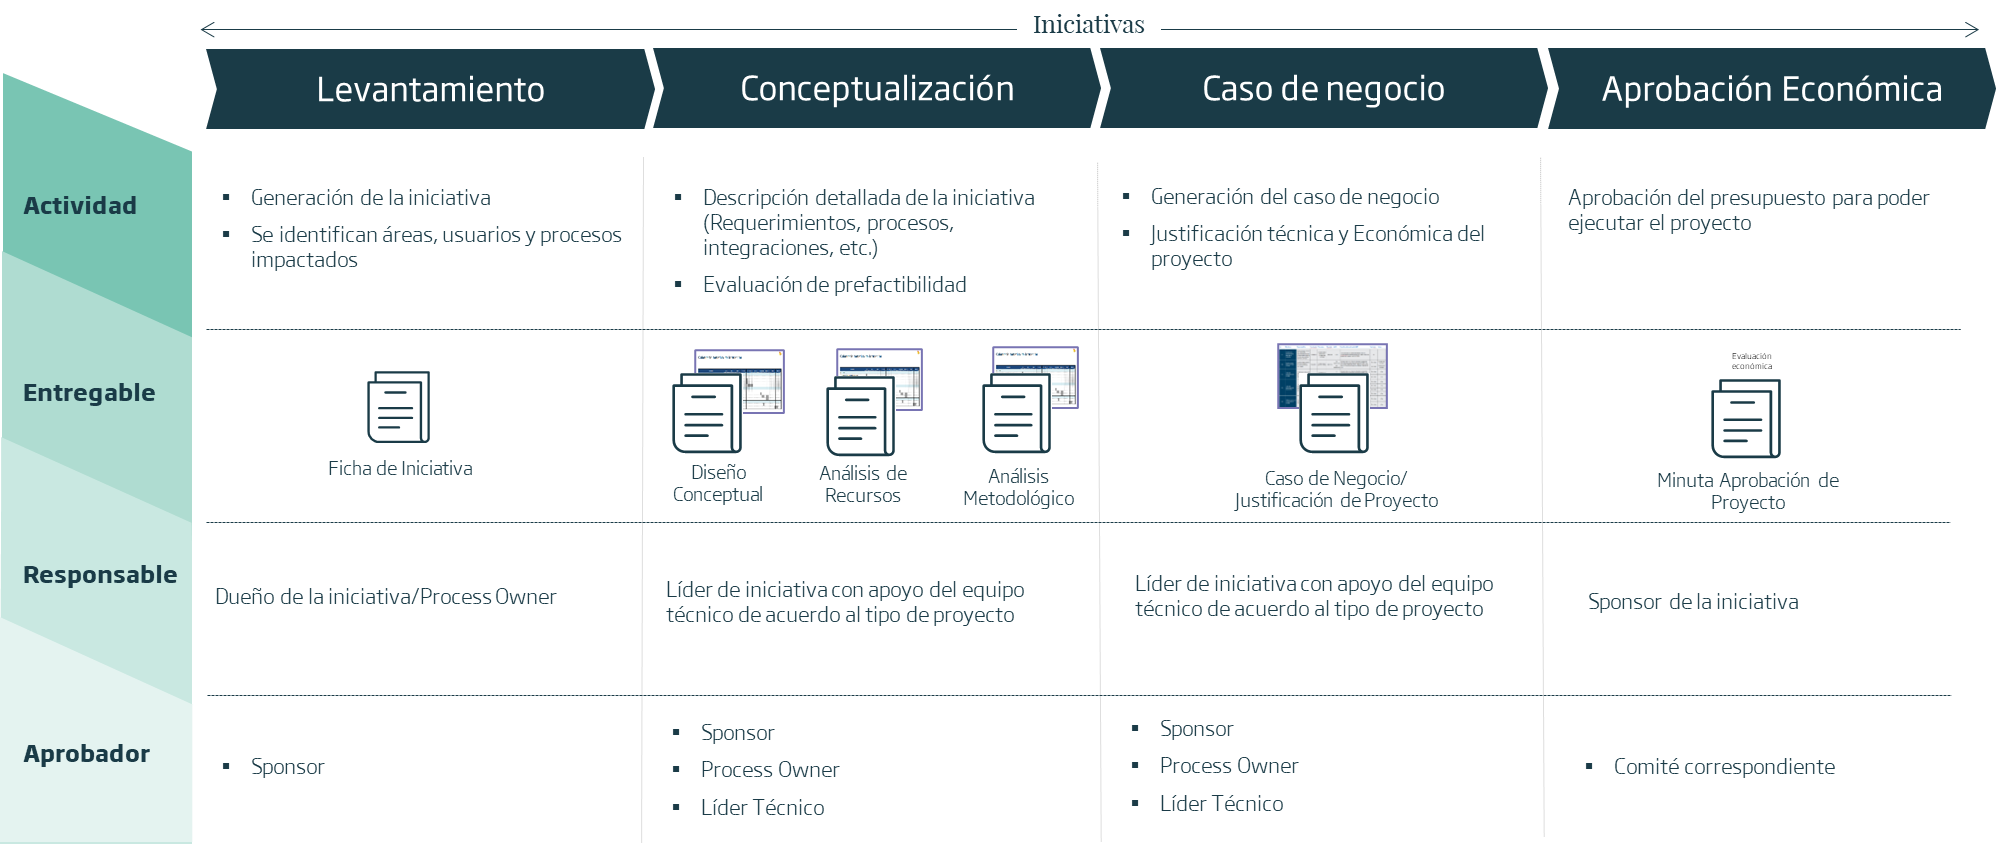 Iniciativas
Levantamiento
Conceptualización
Caso de negocio
Aprobación Económica
Actividad
Generación de la iniciativa
Se identifican áreas, usuarios y procesos
impactados
Descripción detallada de la iniciativa
(Requerimientos, procesos,
integraciones, etc.)
Evaluación de prefactibilidad
Generación del caso de negocio
Justificación técnica y Económica del
proyecto
Aprobación del presupuesto para poder
ejecutar el proyecto
Entregable
Ficha de Iniciativa
Diseño
Conceptual
Análisis de
Recursos
Análisis
Metodológico
Caso de Negocio/
Justificación de Proyecto
Evaluación
económica
Minuta Aprobación de
Proyecto
Responsable
Dueño de la iniciativa/Process Owner
Líder de iniciativa con apoyo del equipo
técnico de acuerdo al tipo de proyecto
Líder de iniciativa con apoyo del equipo
técnico de acuerdo al tipo de proyecto
Sponsor de la iniciativa
Aprobador
Sponsor
Sponsor
Process Owner
Líder Técnico
Sponsor
Process Owner
Líder Técnico
Comité correspondiente